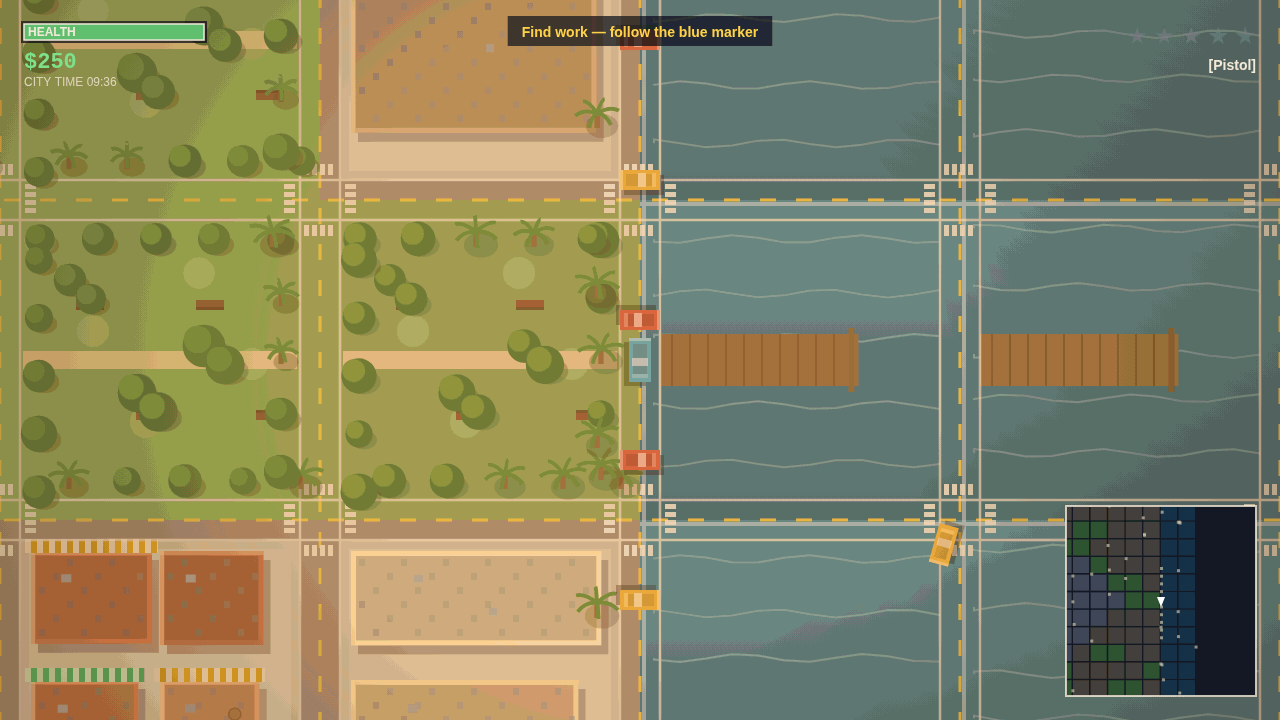 HEALTH
Find work — follow the blue marker
$250
CITY TIME 09:36
[Pistol]